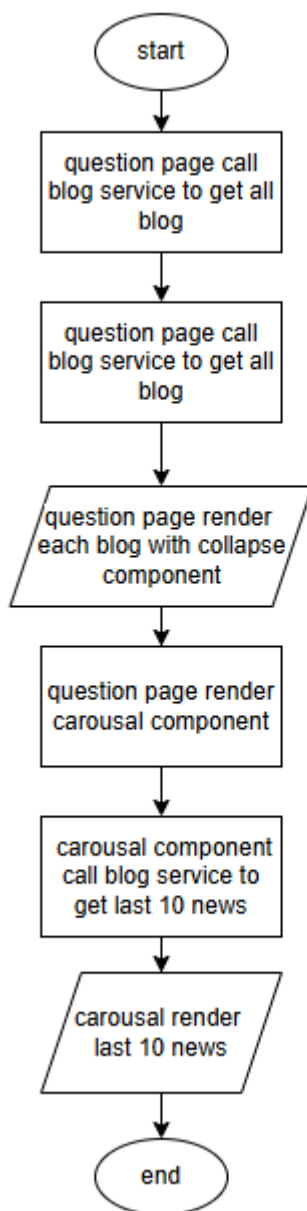 start
question page call
blog service to get all
blog
question page call
blog service to get all
blog
question page render
each blog with collapse
component
question page render
carousal component
carousal component
call blog service to
get last 10 news
carousal render
last 10 news
end